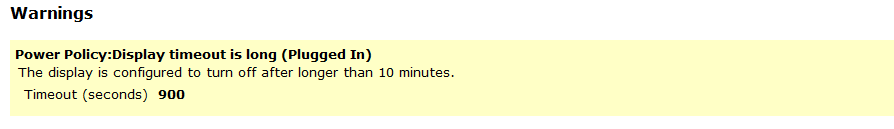 Warnings
Power Policy:Display timeout is long (Plugged In)
The display is configured to turn off after longer than 10 minutes.
Timeout (seconds) 900